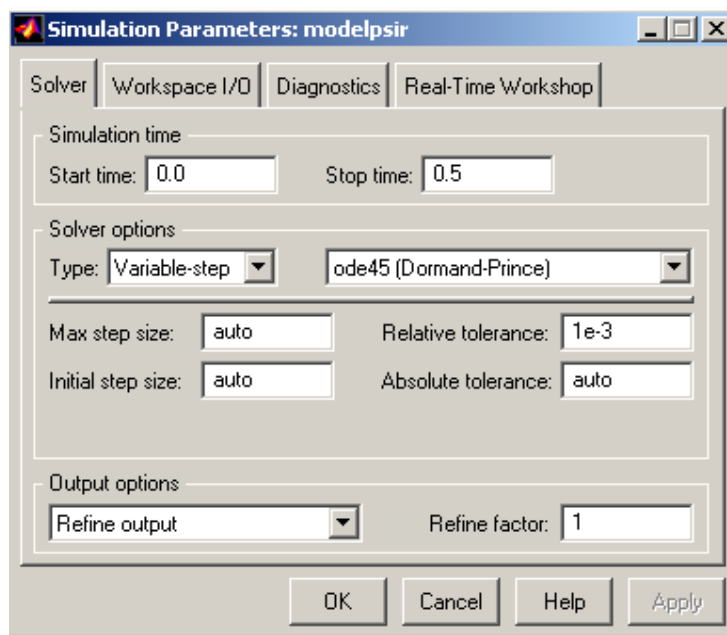 Simulation Parameters: modelpsir
Solver Workspace I/O Diagnostics Real-Time Workshop
Simulation time
Start time: 0.0 Stop time: 0.5
Solver options
Type: Variable-step ode45 (Dormand-Prince)
Max step size: auto Relative tolerance: 1e-3
Initial step size: auto Absolute tolerance: auto
Output options
Refine output Refine factor: 1
OK Cancel Help Apply